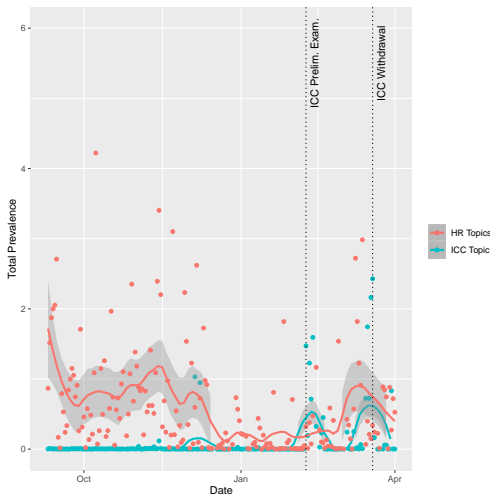 6
4
2
0
Total Prevalence
ICC Prelim. Exam.
ICC Withdrawal
Oct
Jan
Apr
Date
HR Topics
ICC Topic